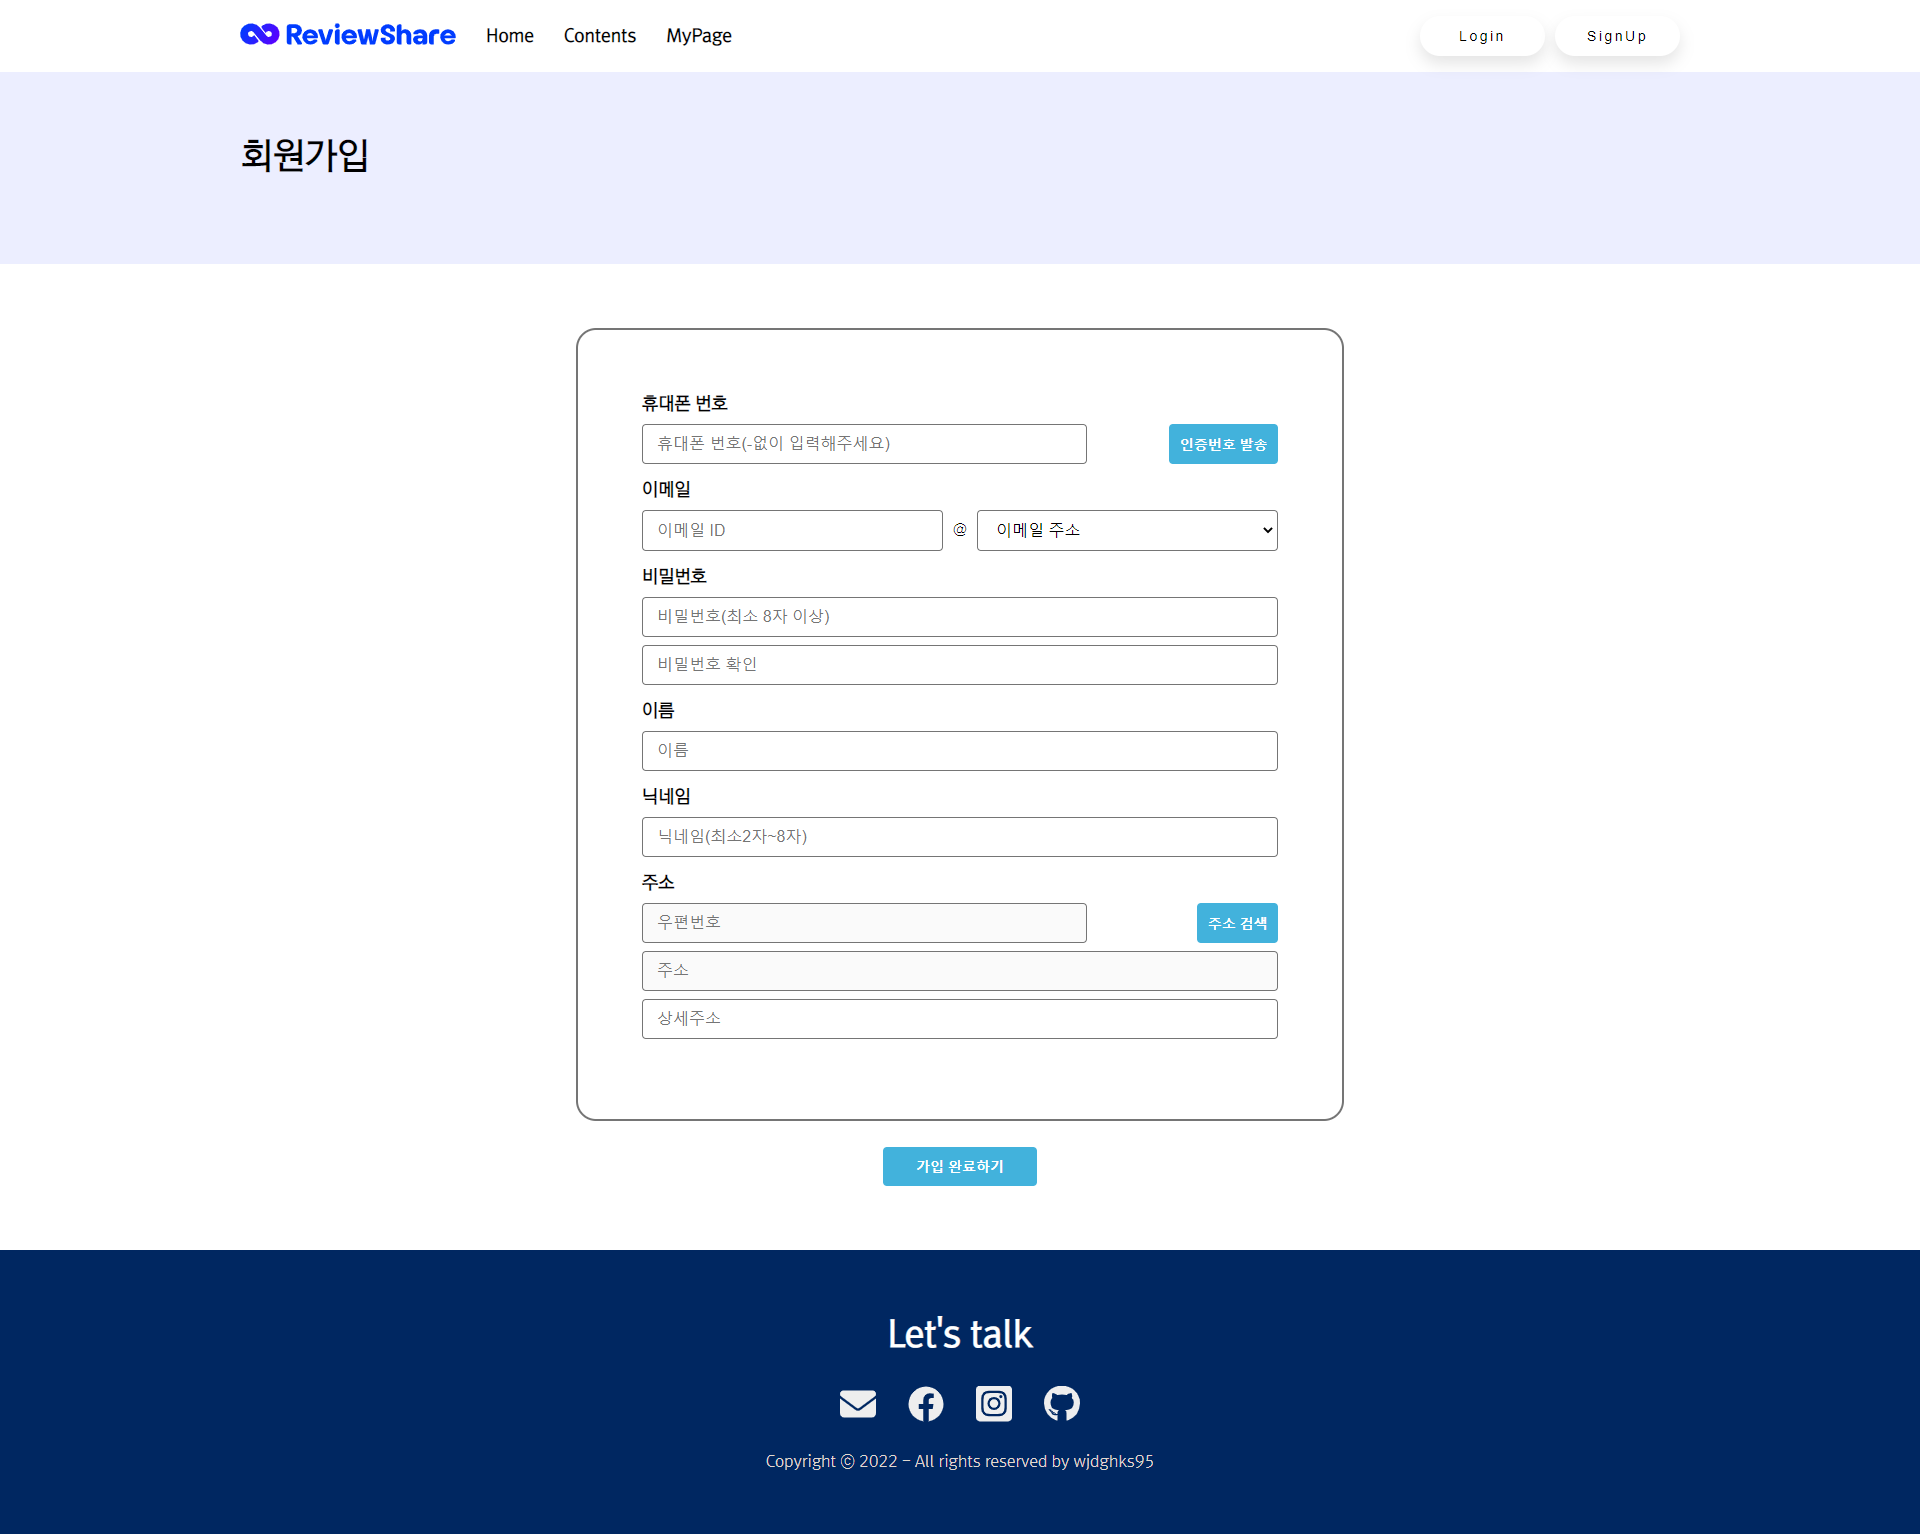 ReviewShare Home Contents MyPage Login SignUp
회원가입
휴대폰 번호
휴대폰 번호(-없이 입력해주세요) 인증번호 발송
이메일
이메일 ID @ 이메일 주소
비밀번호
비밀번호(최소 8자 이상)
비밀번호 확인
이름
이름
닉네임
닉네임(최소2자~8자)
주소
우편번호 주소 검색
주소
상세주소
가입 완료하기
Let's talk
Copyright ⓒ 2022 – All rights reserved by wjdghks95